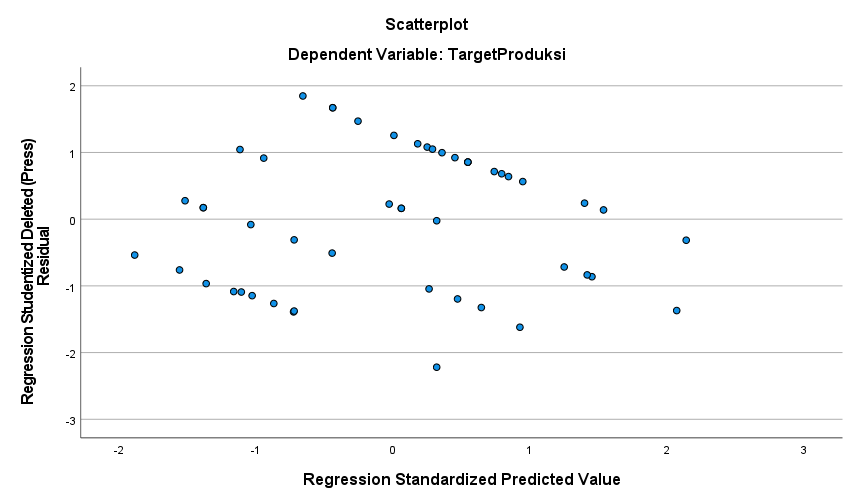 Scatterplot
Dependent Variable: TargetProduksi
Regression Studentized Deleted (Press)
Residual
2
1
0
-1
-2
-3
-2
-1
0
1
2
3
Regression Standardized Predicted Value